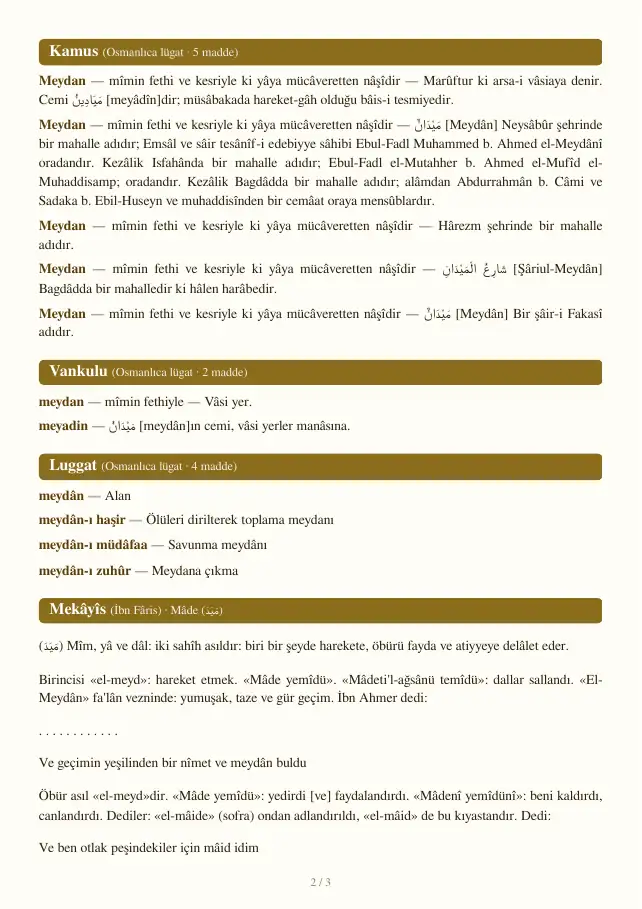 Kamus (Osmanlıca lügat · 5 madde)
Meydan — mîmin fethi ve kesriyle ki yâya mücâveretten nâşîdir — Marûftur ki arsa-i vâsiaya denir.
Cemi مَيَادِينُ [meyâdîn]dir; müsâbakada hareket-gâh olduğu bâis-i tesmiyedir.
Meydan — mîmin fethi ve kesriyle ki yâya mücâveretten nâşîdir — مَيْدَانٌ [Meydân] Neysâbûr şehrinde
bir mahalle adıdır; Emsâl ve sâir tesânîf-i edebiyye sâhibi Ebul-Fadl Muhammed b. Ahmed el-Meydânî
oradandır. Kezâlik Isfahânda bir mahalle adıdır; Ebul-Fadl el-Mutahher b. Ahmed el-Mufîd el-
Muhaddisamp; oradandır. Kezâlik Bagdâdda bir mahalle adıdır; alâmdan Abdurrahmân b. Câmi ve
Sadaka b. Ebil-Huseyn ve muhaddisînden bir cemâat oraya mensûblardır.
Meydan — mîmin fethi ve kesriyle ki yâya mücâveretten nâşîdir — Hârezm şehrinde bir mahalle
adıdır.
Meydan — mîmin fethi ve kesriyle ki yâya mücâveretten nâşîdir — شَارِعُ الْمَيْدَانِ [Şâriul-Meydân]
Bagdâdda bir mahalledir ki hâlen harâbedir.
Meydan — mîmin fethi ve kesriyle ki yâya mücâveretten nâşîdir — مَيْدَانٌ [Meydân] Bir şâir-i Fakasî
adıdır.
Vankulu (Osmanlıca lügat · 2 madde)
meydan — mîmin fethiyle — Vâsi yer.
meyadin — مَيْدَانٌ [meydân]ın cemi, vâsi yerler manâsına.
Luggat (Osmanlıca lügat · 4 madde)
meydân — Alan
meydân-ı haşir — Ölüleri dirilterek toplama meydanı
meydân-ı müdâfaa — Savunma meydânı
meydân-ı zuhûr — Meydana çıkma
Mekâyîs (İbn Fâris) · Mâde (مَيَدَ)
(مَيَدَ) Mîm, yâ ve dâl: iki sahîh asıldır: biri bir şeyde harekete, öbürü fayda ve atiyyeye delâlet eder.
Birincisi «el-meyd»: hareket etmek. «Mâde yemîdü». «Mâdeti'l-ağsânü temîdü»: dallar sallandı. «El-
Meydân» fa'lân vezninde: yumuşak, taze ve gür geçim. İbn Ahmer dedi:
. . . . . . . . . . . .
Ve geçimin yeşilinden bir nîmet ve meydân buldu
Öbür asıl «el-meyd»dir. «Mâde yemîdü»: yedirdi [ve] faydalandırdı. «Mâdenî yemîdünî»: beni kaldırdı,
canlandırdı. Dediler: «el-mâide» (sofra) ondan adlandırıldı, «el-mâid» de bu kıyastandır. Dedi:
Ve ben otlak peşindekiler için mâid idim
2 / 3